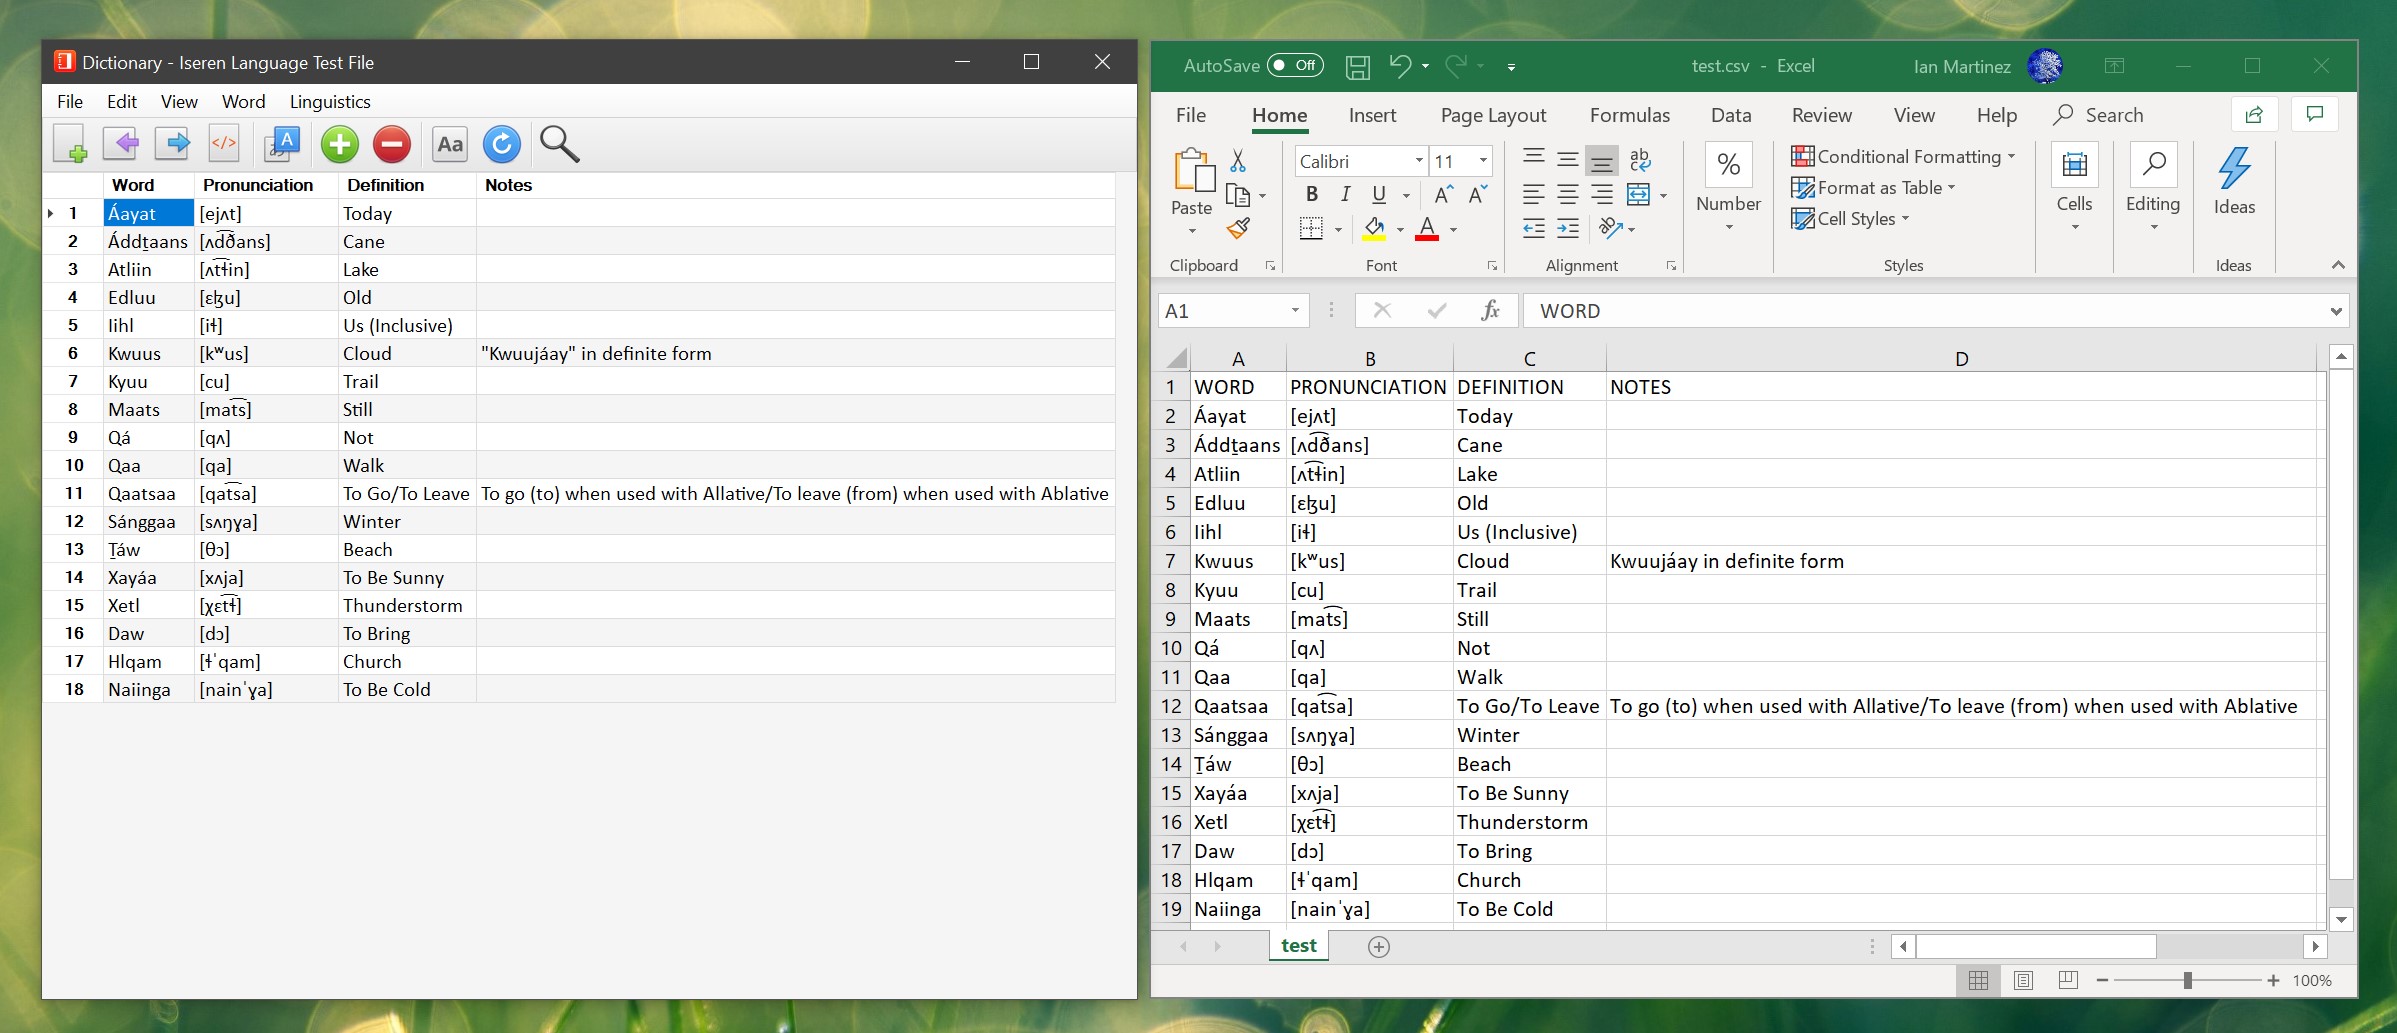 Dictionary - Iseren Language Test File
File Edit View Word Linguistics
</> A Aa
Word Pronunciation Definition Notes
1 Áayat [ejʌt] Today
2 Áddṯaans [ʌd͡ðans] Cane
3 Atliin [ʌt͡ɬin] Lake
4 Edluu [ɛɮu] Old
5 Iihl [iɬ] Us (Inclusive)
6 Kwuus [kʷus] Cloud "Kwuujáay" in definite form
7 Kyuu [cu] Trail
8 Maats [mat͡s] Still
9 Qá [qʌ] Not
10 Qaa [qa] Walk
11 Qaatsaa [qat͡sa] To Go/To Leave To go (to) when used with Allative/To leave (from) when used with Ablative
12 Sánggaa [sʌŋɣa] Winter
13 Ṯáw [θɔ] Beach
14 Xayáa [xʌja] To Be Sunny
15 Xetl [χɛt͡ɬ] Thunderstorm
16 Daw [dɔ] To Bring
17 Hlqam [ɬˈqam] Church
18 Naiinga [nainˈɣa] To Be Cold
AutoSave Off test.csv - Excel Ian Martinez
File Home Insert Page Layout Formulas Data Review View Help Search
Paste Calibri 11 B I U A A A ab % Number Conditional Formatting Format as Table Cell Styles Cells Editing Ideas
Clipboard Font Alignment Styles Ideas
A1 fx WORD
A B C D
1 WORD PRONUNCIATION DEFINITION NOTES
2 Áayat [ejʌt] Today
3 Áddṯaans [ʌd͡ðans] Cane
4 Atliin [ʌt͡ɬin] Lake
5 Edluu [ɛɮu] Old
6 Iihl [iɬ] Us (Inclusive)
7 Kwuus [kʷus] Cloud Kwuujáay in definite form
8 Kyuu [cu] Trail
9 Maats [mat͡s] Still
10 Qá [qʌ] Not
11 Qaa [qa] Walk
12 Qaatsaa [qat͡sa] To Go/To Leave To go (to) when used with Allative/To leave (from) when used with Ablative
13 Sánggaa [sʌŋɣa] Winter
14 Ṯáw [θɔ] Beach
15 Xayáa [xʌja] To Be Sunny
16 Xetl [χɛt͡ɬ] Thunderstorm
17 Daw [dɔ] To Bring
18 Hlqam [ɬˈqam] Church
19 Naiinga [nainˈɣa] To Be Cold
test
100%